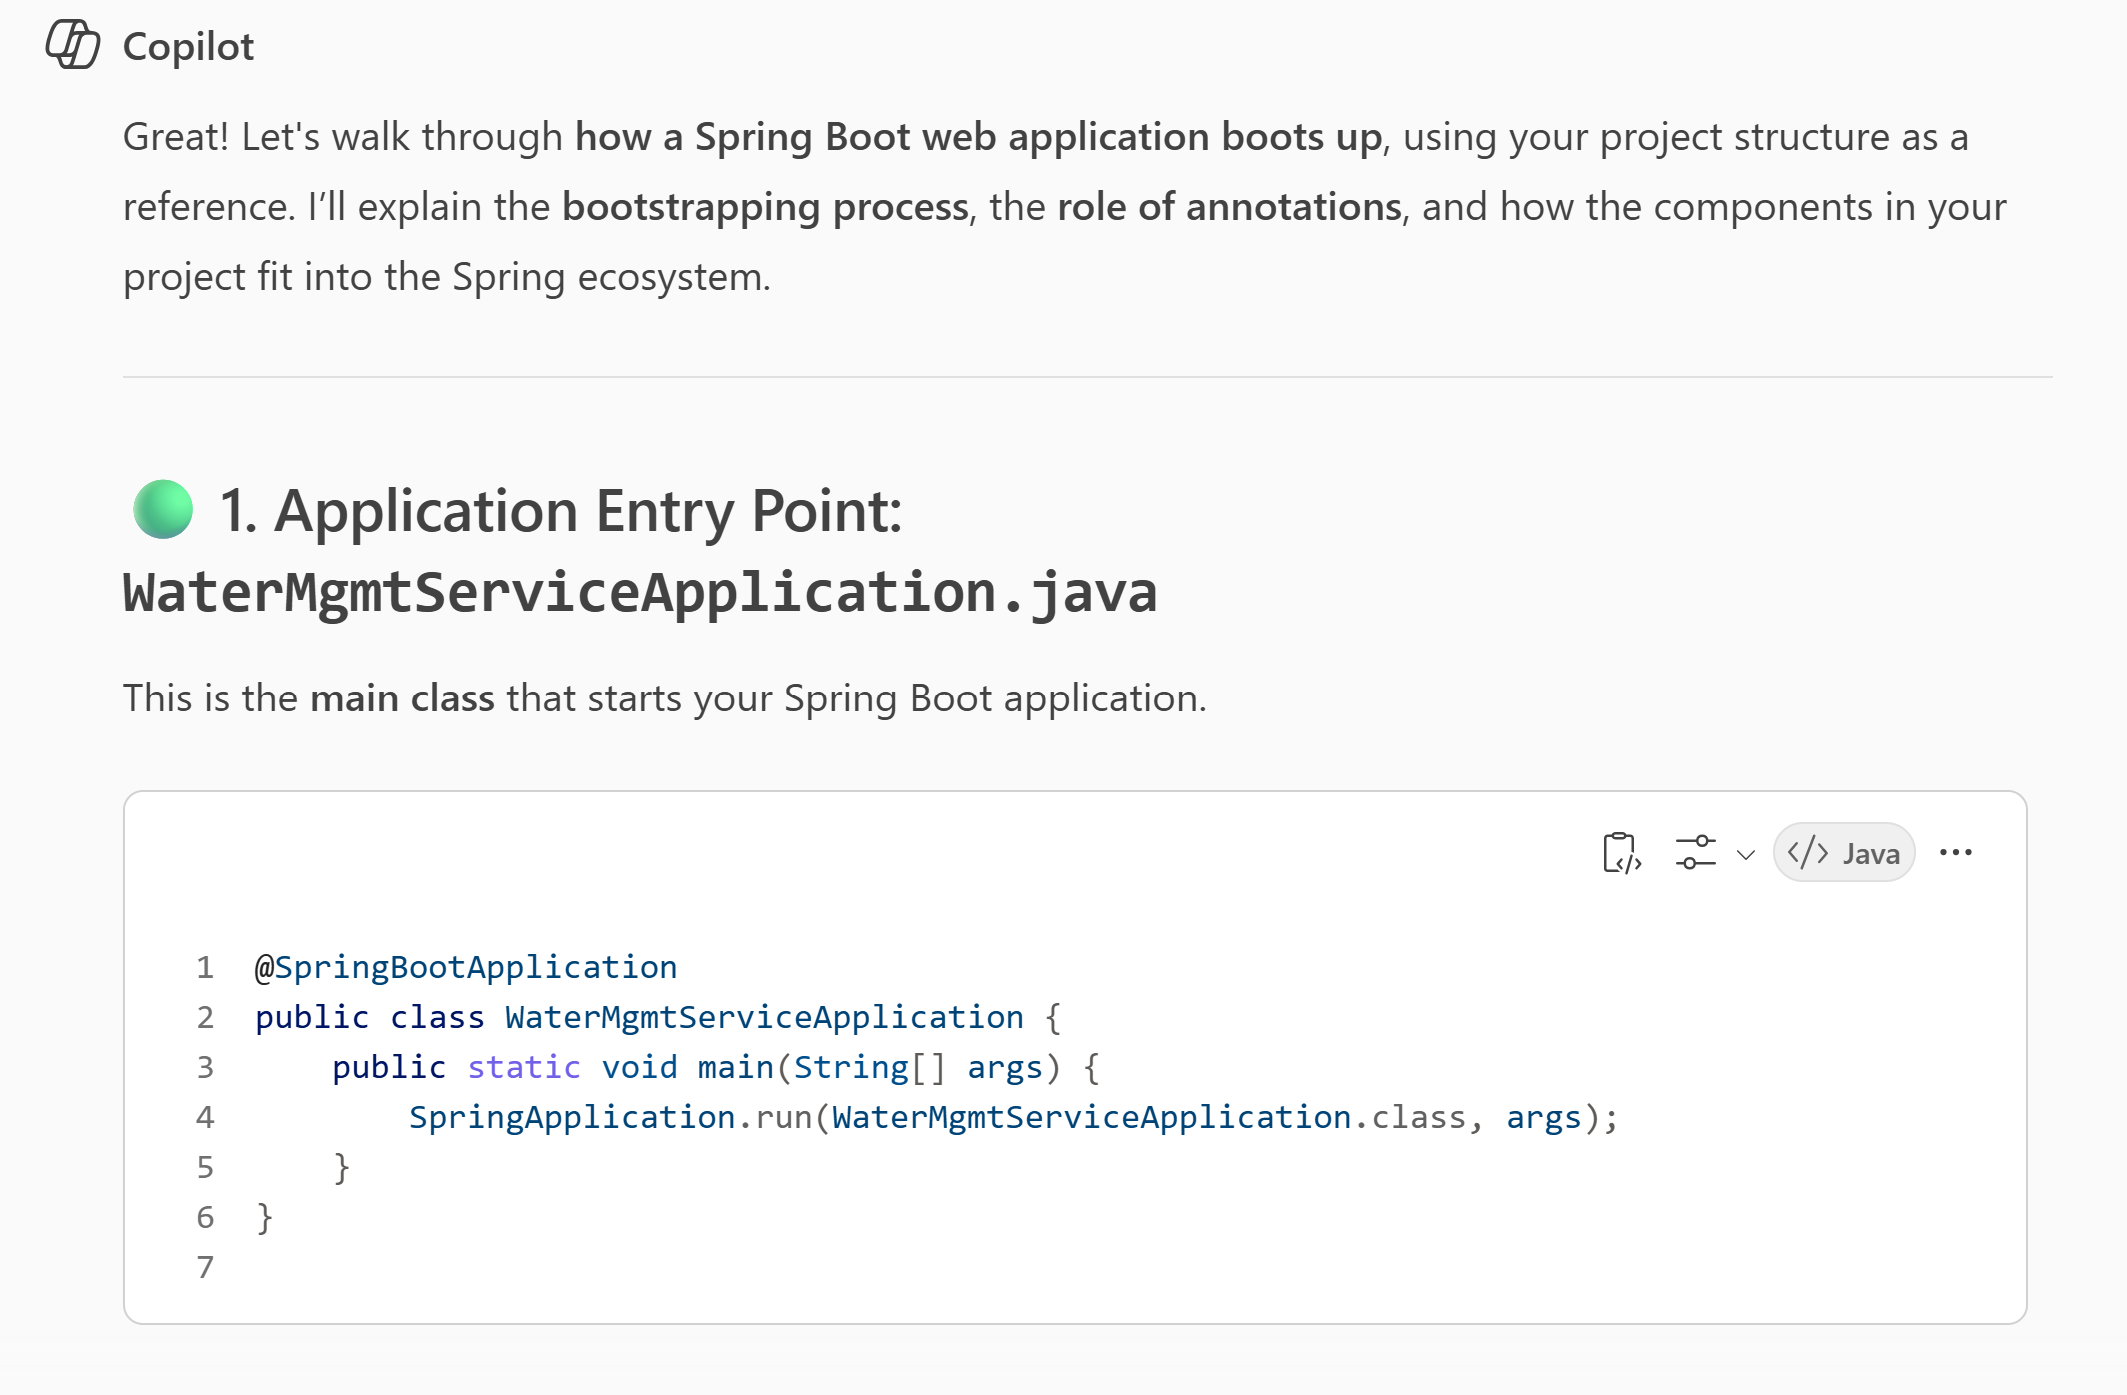 Copilot
Great! Let's walk through how a Spring Boot web application boots up, using your project structure as a
reference. I’ll explain the bootstrapping process, the role of annotations, and how the components in your
project fit into the Spring ecosystem.
1. Application Entry Point:
WaterMgmtServiceApplication.java
This is the main class that starts your Spring Boot application.
</> Java ···
1 @SpringBootApplication
2 public class WaterMgmtServiceApplication {
3     public static void main(String[] args) {
4         SpringApplication.run(WaterMgmtServiceApplication.class, args);
5     }
6 }
7